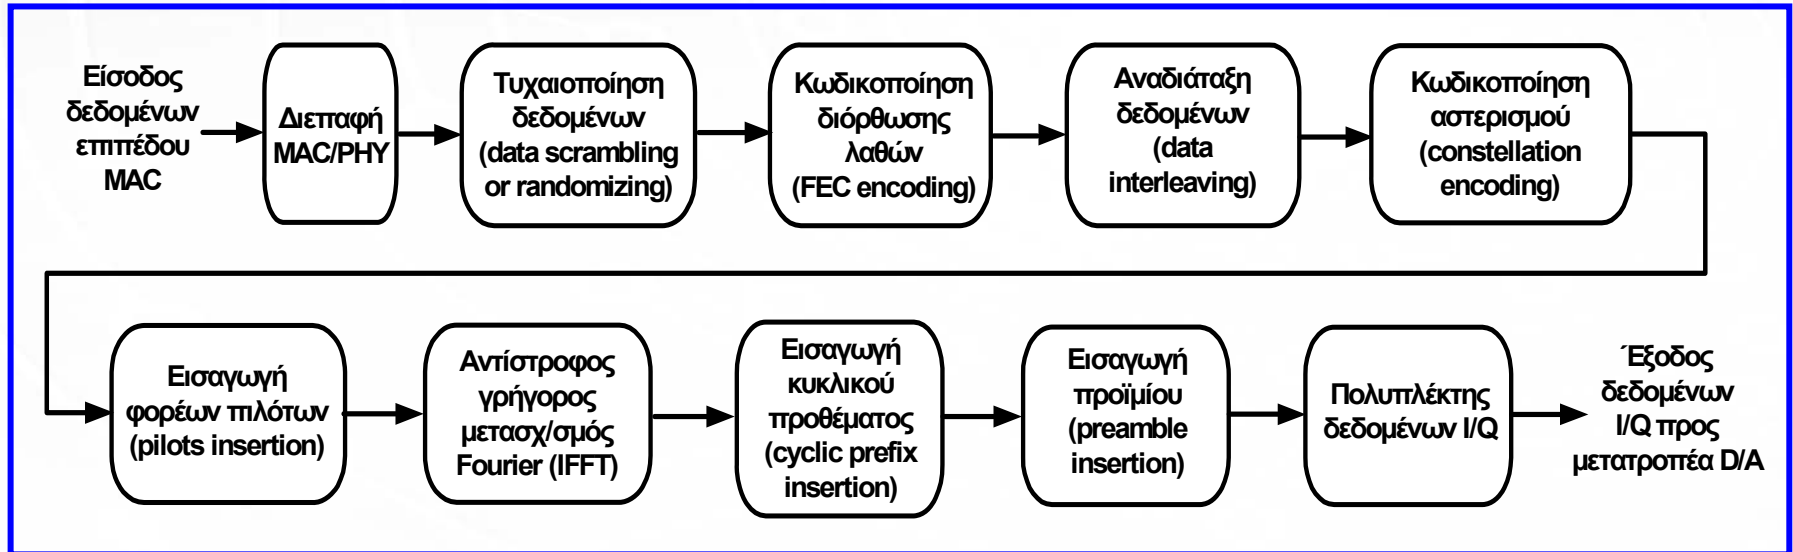 Είσοδος
δεδομένων
επιπέδου
MAC
Διεπαφή
MAC/PHY
Τυχαιοποίηση
δεδομένων
(data scrambling
or randomizing)
Κωδικοποίηση
διόρθωσης
λαθών
(FEC encoding)
Αναδιάταξη
δεδομένων
(data
interleaving)
Κωδικοποίηση
αστερισμού
(constellation
encoding)
Εισαγωγή
φορέων πιλότων
(pilots insertion)
Αντίστροφος
γρήγορος
μετασχ/σμός
Fourier (IFFT)
Εισαγωγή
κυκλικού
προθέματος
(cyclic prefix
insertion)
Εισαγωγή
προϊμίου
(preamble
insertion)
Πολυπλέκτης
δεδομένων I/Q
Έξοδος
δεδομένων
I/Q προς
μετατροπέα D/A